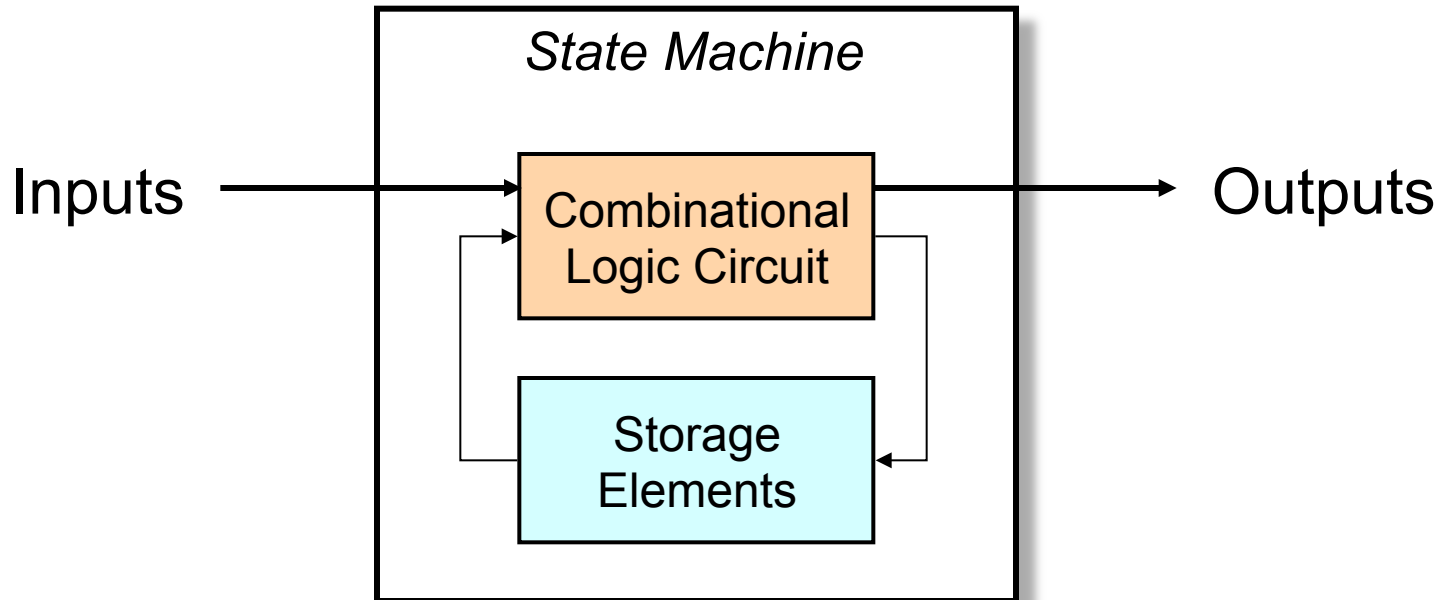 State Machine
Inputs
Combinational
Logic Circuit
Outputs
Storage
Elements